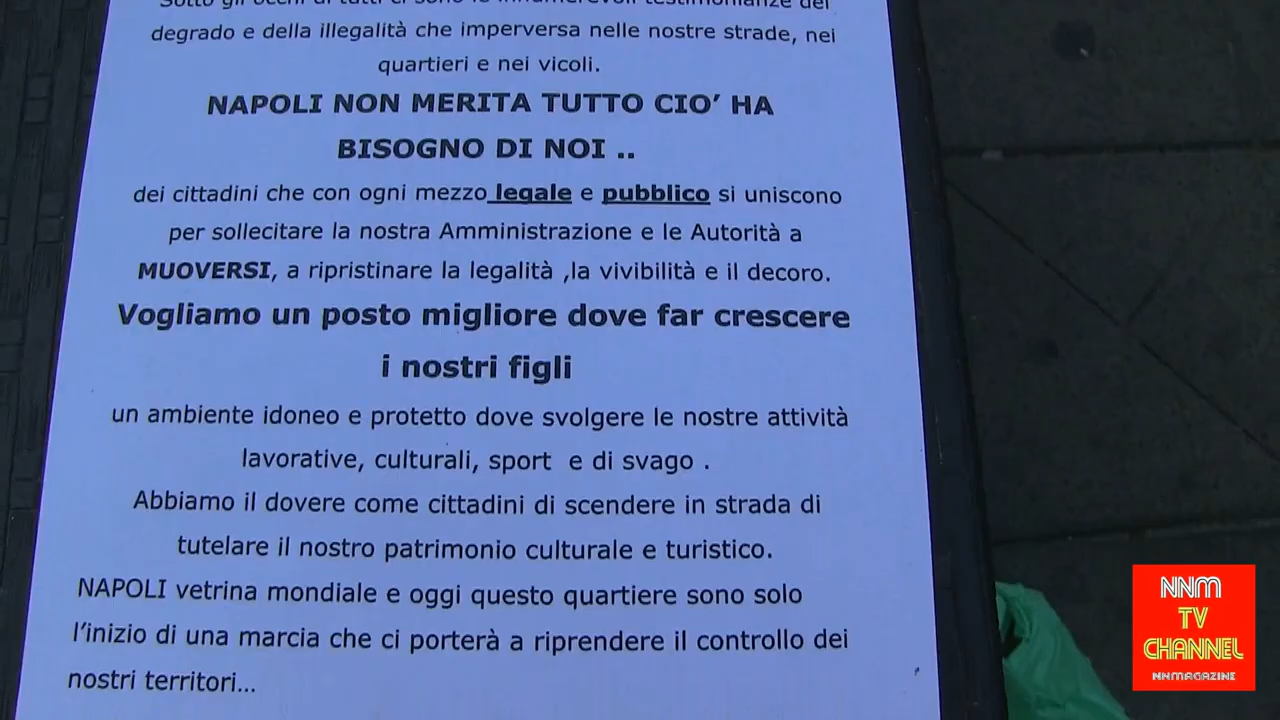 Sotto gli occhi di tutti ci sono le innumerevoli testimonianze del
degrado e della illegalità che imperversa nelle nostre strade, nei
quartieri e nei vicoli.
NAPOLI NON MERITA TUTTO CIO’ HA
BISOGNO DI NOI ..
dei cittadini che con ogni mezzo legale e pubblico si uniscono
per sollecitare la nostra Amministrazione e le Autorità a
MUOVERSI, a ripristinare la legalità ,la vivibilità e il decoro.
Vogliamo un posto migliore dove far crescere
i nostri figli
un ambiente idoneo e protetto dove svolgere le nostre attività
lavorative, culturali, sport e di svago .
Abbiamo il dovere come cittadini di scendere in strada di
tutelare il nostro patrimonio culturale e turistico.
NAPOLI vetrina mondiale e oggi questo quartiere sono solo
l’inizio di una marcia che ci porterà a riprendere il controllo dei
nostri territori...
NNM
TV
CHANNEL
NNMAGAZINE